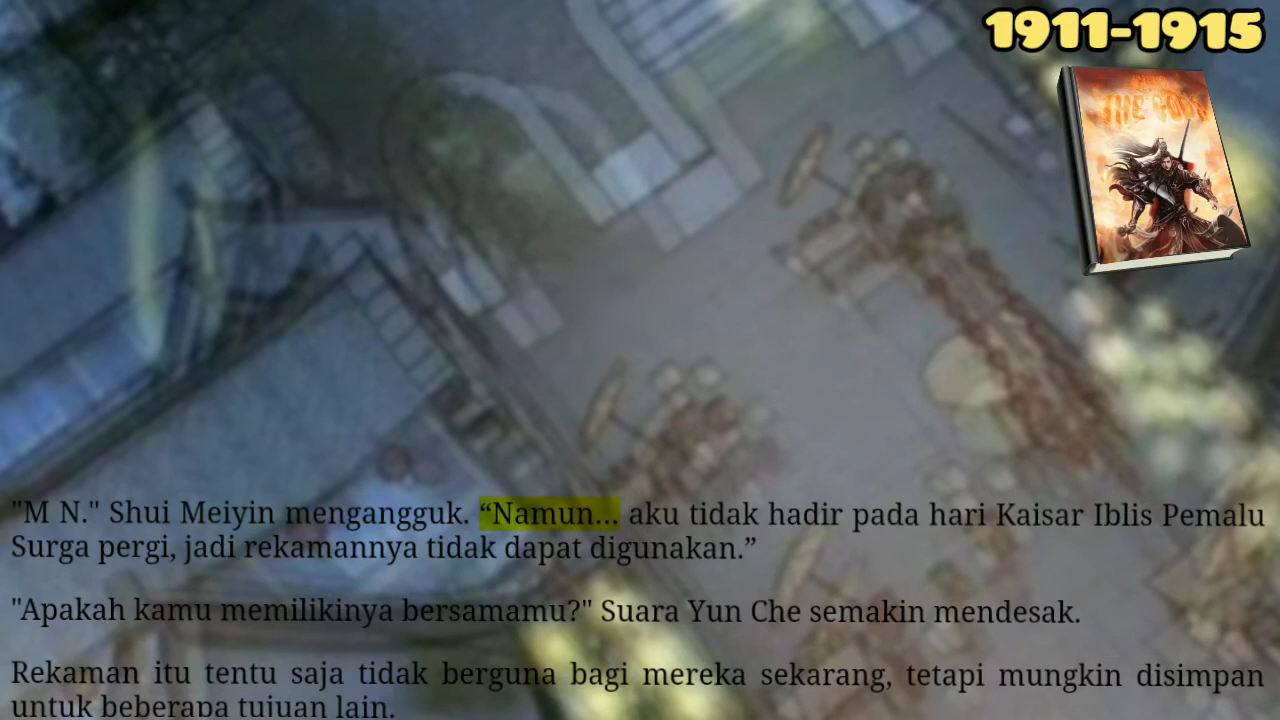 1911-1915
THE GODS
"M N." Shui Meiyin mengangguk. “Namun... aku tidak hadir pada hari Kaisar Iblis Pemalu
Surga pergi, jadi rekamannya tidak dapat digunakan.”
"Apakah kamu memilikinya bersamamu?" Suara Yun Che semakin mendesak.
Rekaman itu tentu saja tidak berguna bagi mereka sekarang, tetapi mungkin disimpan
untuk beberapa tujuan lain.